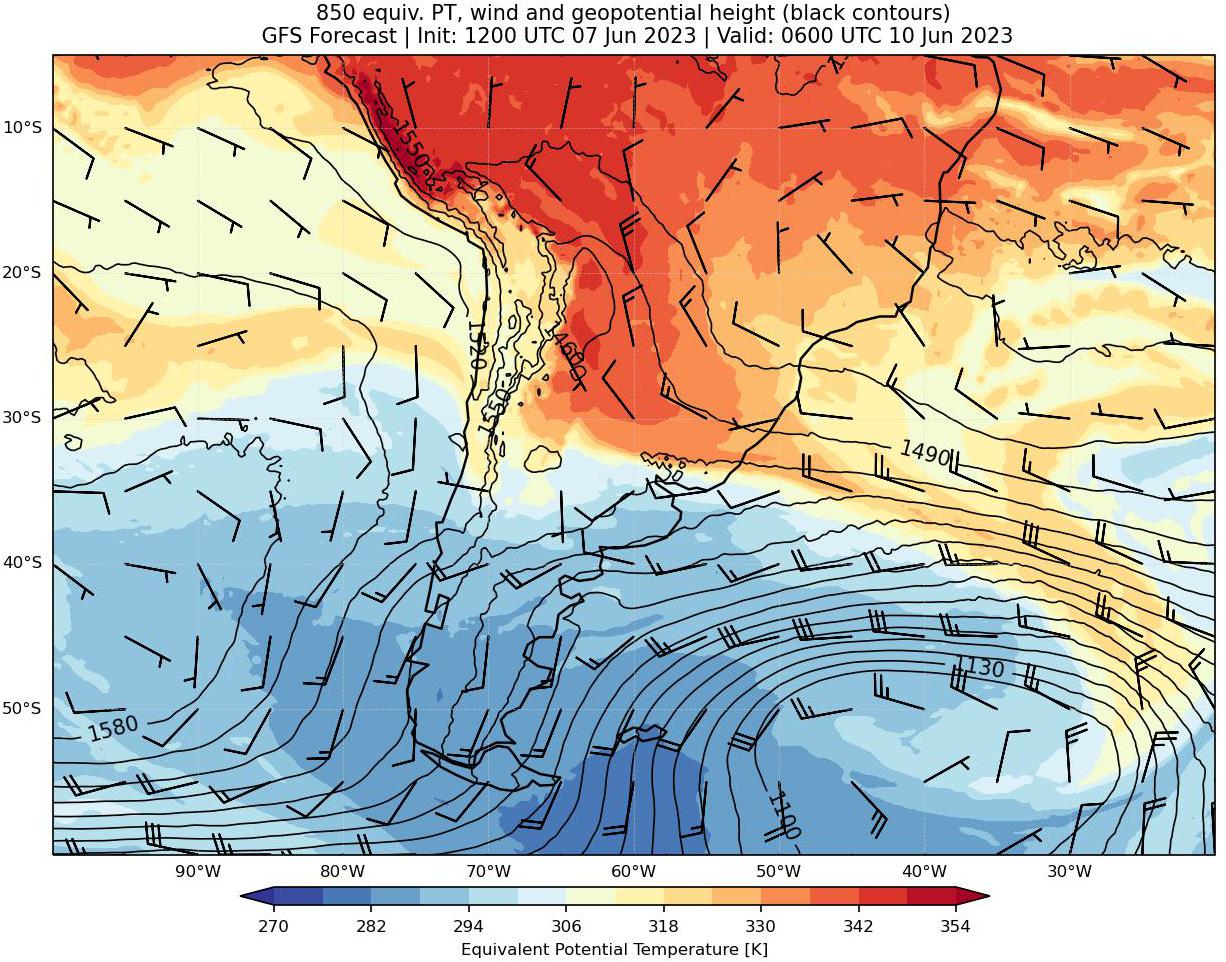 850 equiv. PT, wind and geopotential height (black contours)
GFS Forecast | Init: 1200 UTC 07 Jun 2023 | Valid: 0600 UTC 10 Jun 2023
10°S
20°S
30°S
40°S
50°S
1550
1520
1460
1490
1130
1580
1100
90°W 80°W 70°W 60°W 50°W 40°W 30°W
270 282 294 306 318 330 342 354
Equivalent Potential Temperature [K]